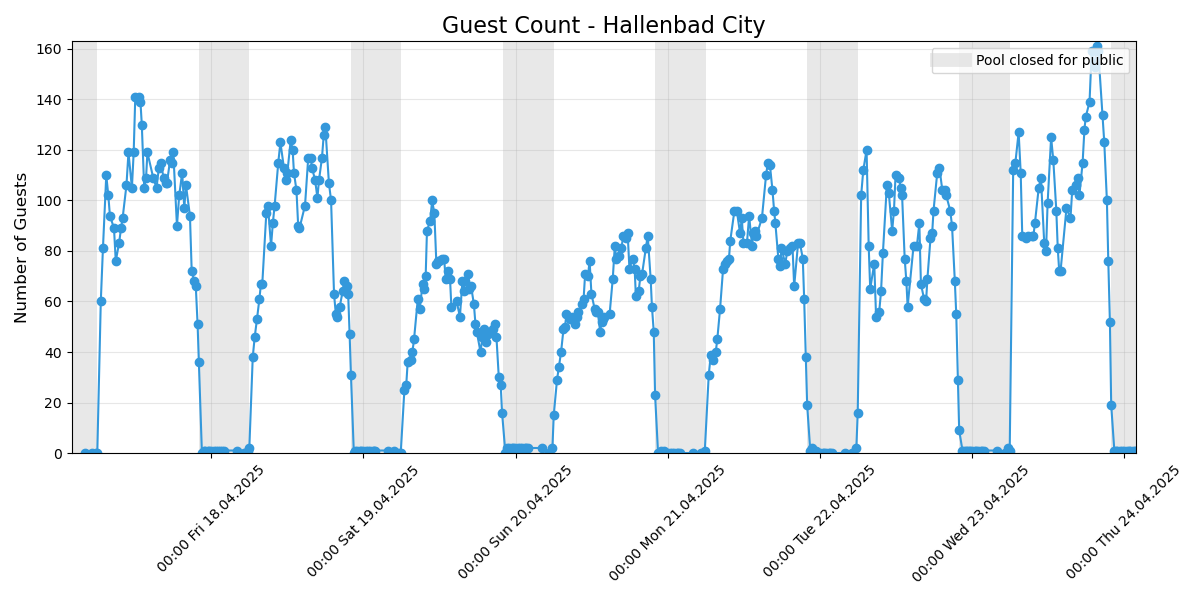 Guest Count - Hallenbad City
Pool closed for public
Number of Guests
160
140
120
100
80
60
40
20
0
00:00 Fri 18.04.2025
00:00 Sat 19.04.2025
00:00 Sun 20.04.2025
00:00 Mon 21.04.2025
00:00 Tue 22.04.2025
00:00 Wed 23.04.2025
00:00 Thu 24.04.2025